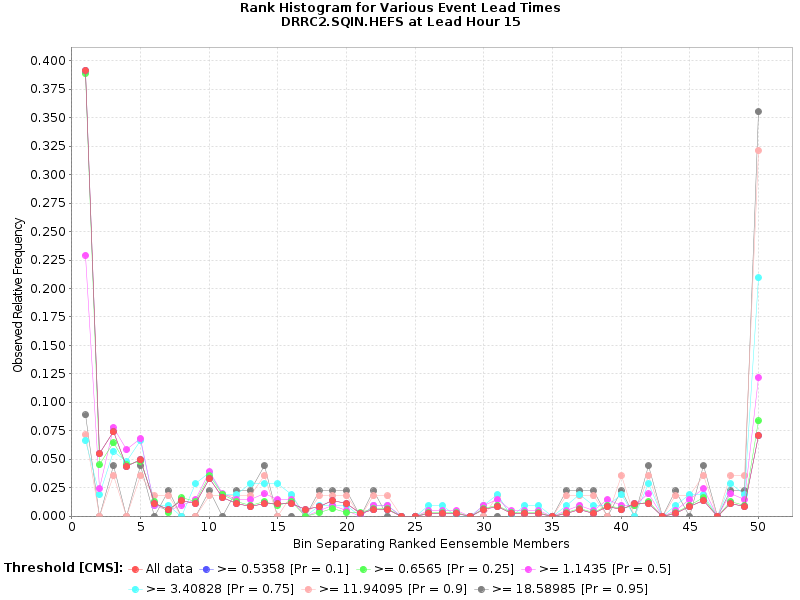 Rank Histogram for Various Event Lead Times
DRRC2.SQIN.HEFS at Lead Hour 15
Observed Relative Frequency
0.400
0.375
0.350
0.325
0.300
0.275
0.250
0.225
0.200
0.175
0.150
0.125
0.100
0.075
0.050
0.025
0.000
0 5 10 15 20 25 30 35 40 45 50
Bin Separating Ranked Eensemble Members
Threshold [CMS]: All data >= 0.5358 [Pr = 0.1] >= 0.6565 [Pr = 0.25] >= 1.1435 [Pr = 0.5]
>= 3.40828 [Pr = 0.75] >= 11.94095 [Pr = 0.9] >= 18.58985 [Pr = 0.95]